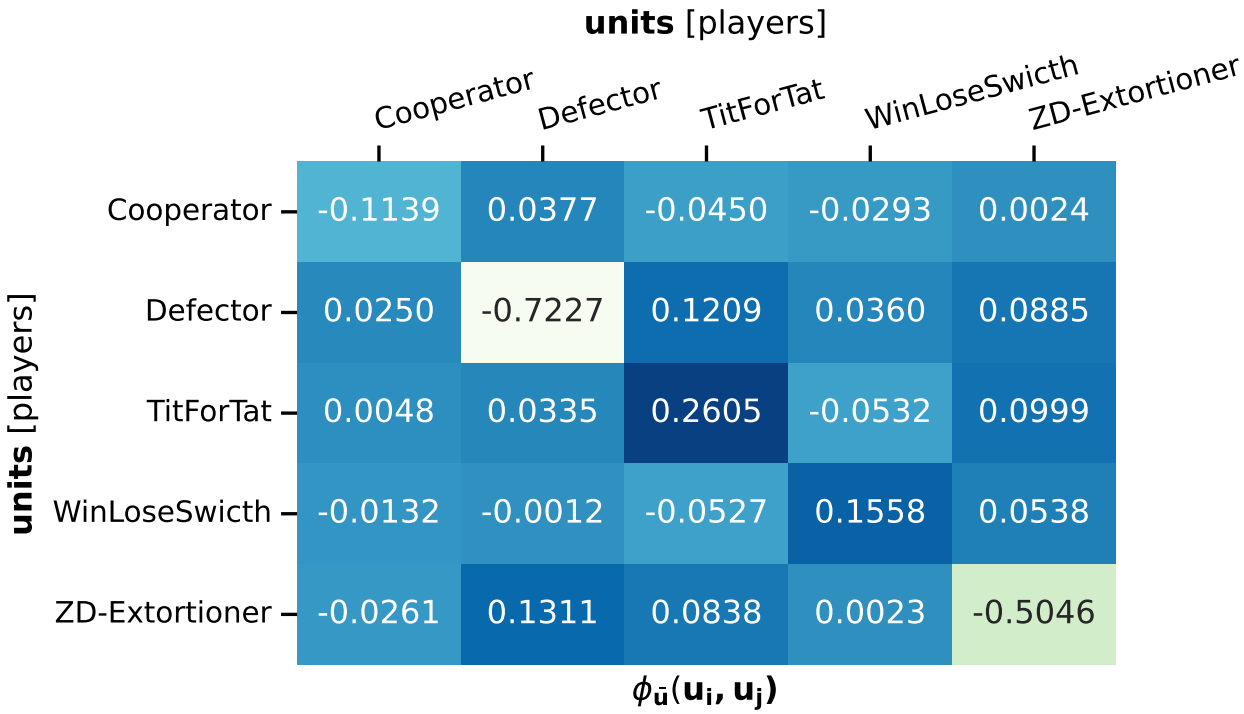 units [players]
Cooperator Defector TitForTat WinLoseSwicth ZD-Extortioner
units [players]
Cooperator -0.1139 0.0377 -0.0450 -0.0293 0.0024
Defector 0.0250 -0.7227 0.1209 0.0360 0.0885
TitForTat 0.0048 0.0335 0.2605 -0.0532 0.0999
WinLoseSwicth -0.0132 -0.0012 -0.0527 0.1558 0.0538
ZD-Extortioner -0.0261 0.1311 0.0838 0.0023 -0.5046
ϕ_ū(u_i, u_j)